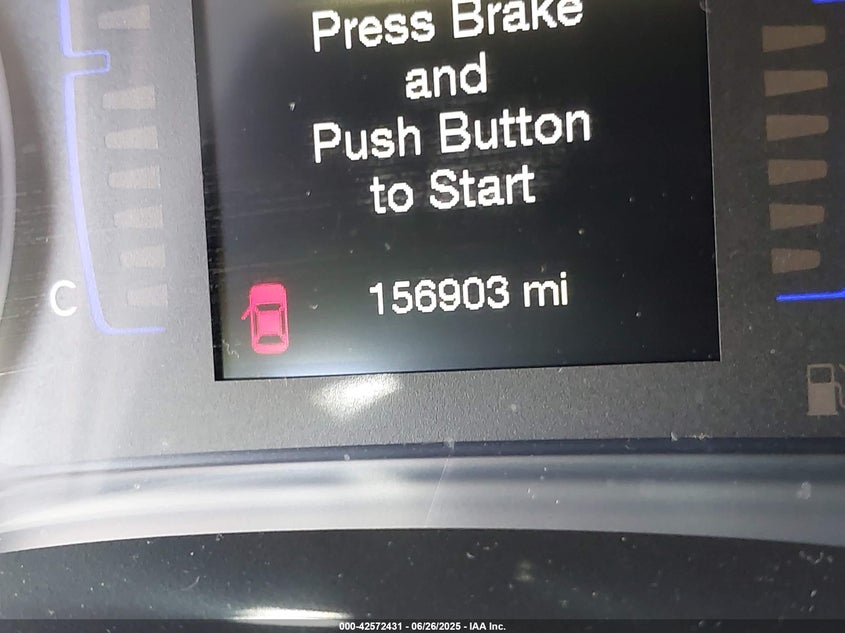 Press Brake
and
Push Button
to Start
156903 mi
C
000-42572431 - 06/26/2025 - IAA Inc.